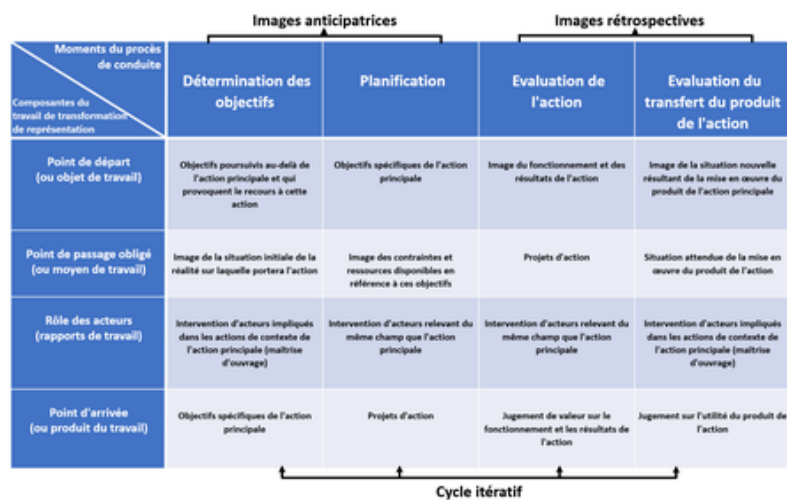 Images anticipatrices
Images rétrospectives
Moments du procès
de conduite
Composantes du
travail de transformation
de représentation
Détermination des
objectifs
Planification
Evaluation de
l'action
Evaluation du
transfert du produit
de l'action
Point de départ
(ou objet de travail)
Objectifs poursuivis au-delà de
l'action principale et qui
provoquent le recours à cette
action
Objectifs spécifiques de l'action
principale
Image du fonctionnement et des
résultats de l'action
Image de la situation nouvelle
résultant de la mise en œuvre du
produit de l'action principale
Point de passage obligé
(ou moyen de travail)
Image de la situation initiale de la
réalité sur laquelle portera l'action
Image des contraintes et
ressources disponibles en
référence à ces objectifs
Projets d'action
Situation attendue de la mise en
œuvre du produit de l'action
Rôle des acteurs
(rapports de travail)
Intervention d'acteurs impliqués
dans les actions de contexte de
l'action principale (maîtrise
d'ouvrage)
Intervention d'acteurs relevant du
même champ que l'action
principale
Intervention d'acteurs relevant du
même champ que l'action
principale
Intervention d'acteurs impliqués
dans les actions de contexte de
l'action principale (maîtrise
d'ouvrage)
Point d'arrivée
(ou produit du travail)
Objectifs spécifiques de l'action
principale
Projets d'action
Jugement de valeur sur le
fonctionnement et les résultats de
l'action
Jugement sur l'utilité du produit de
l'action
Cycle itératif